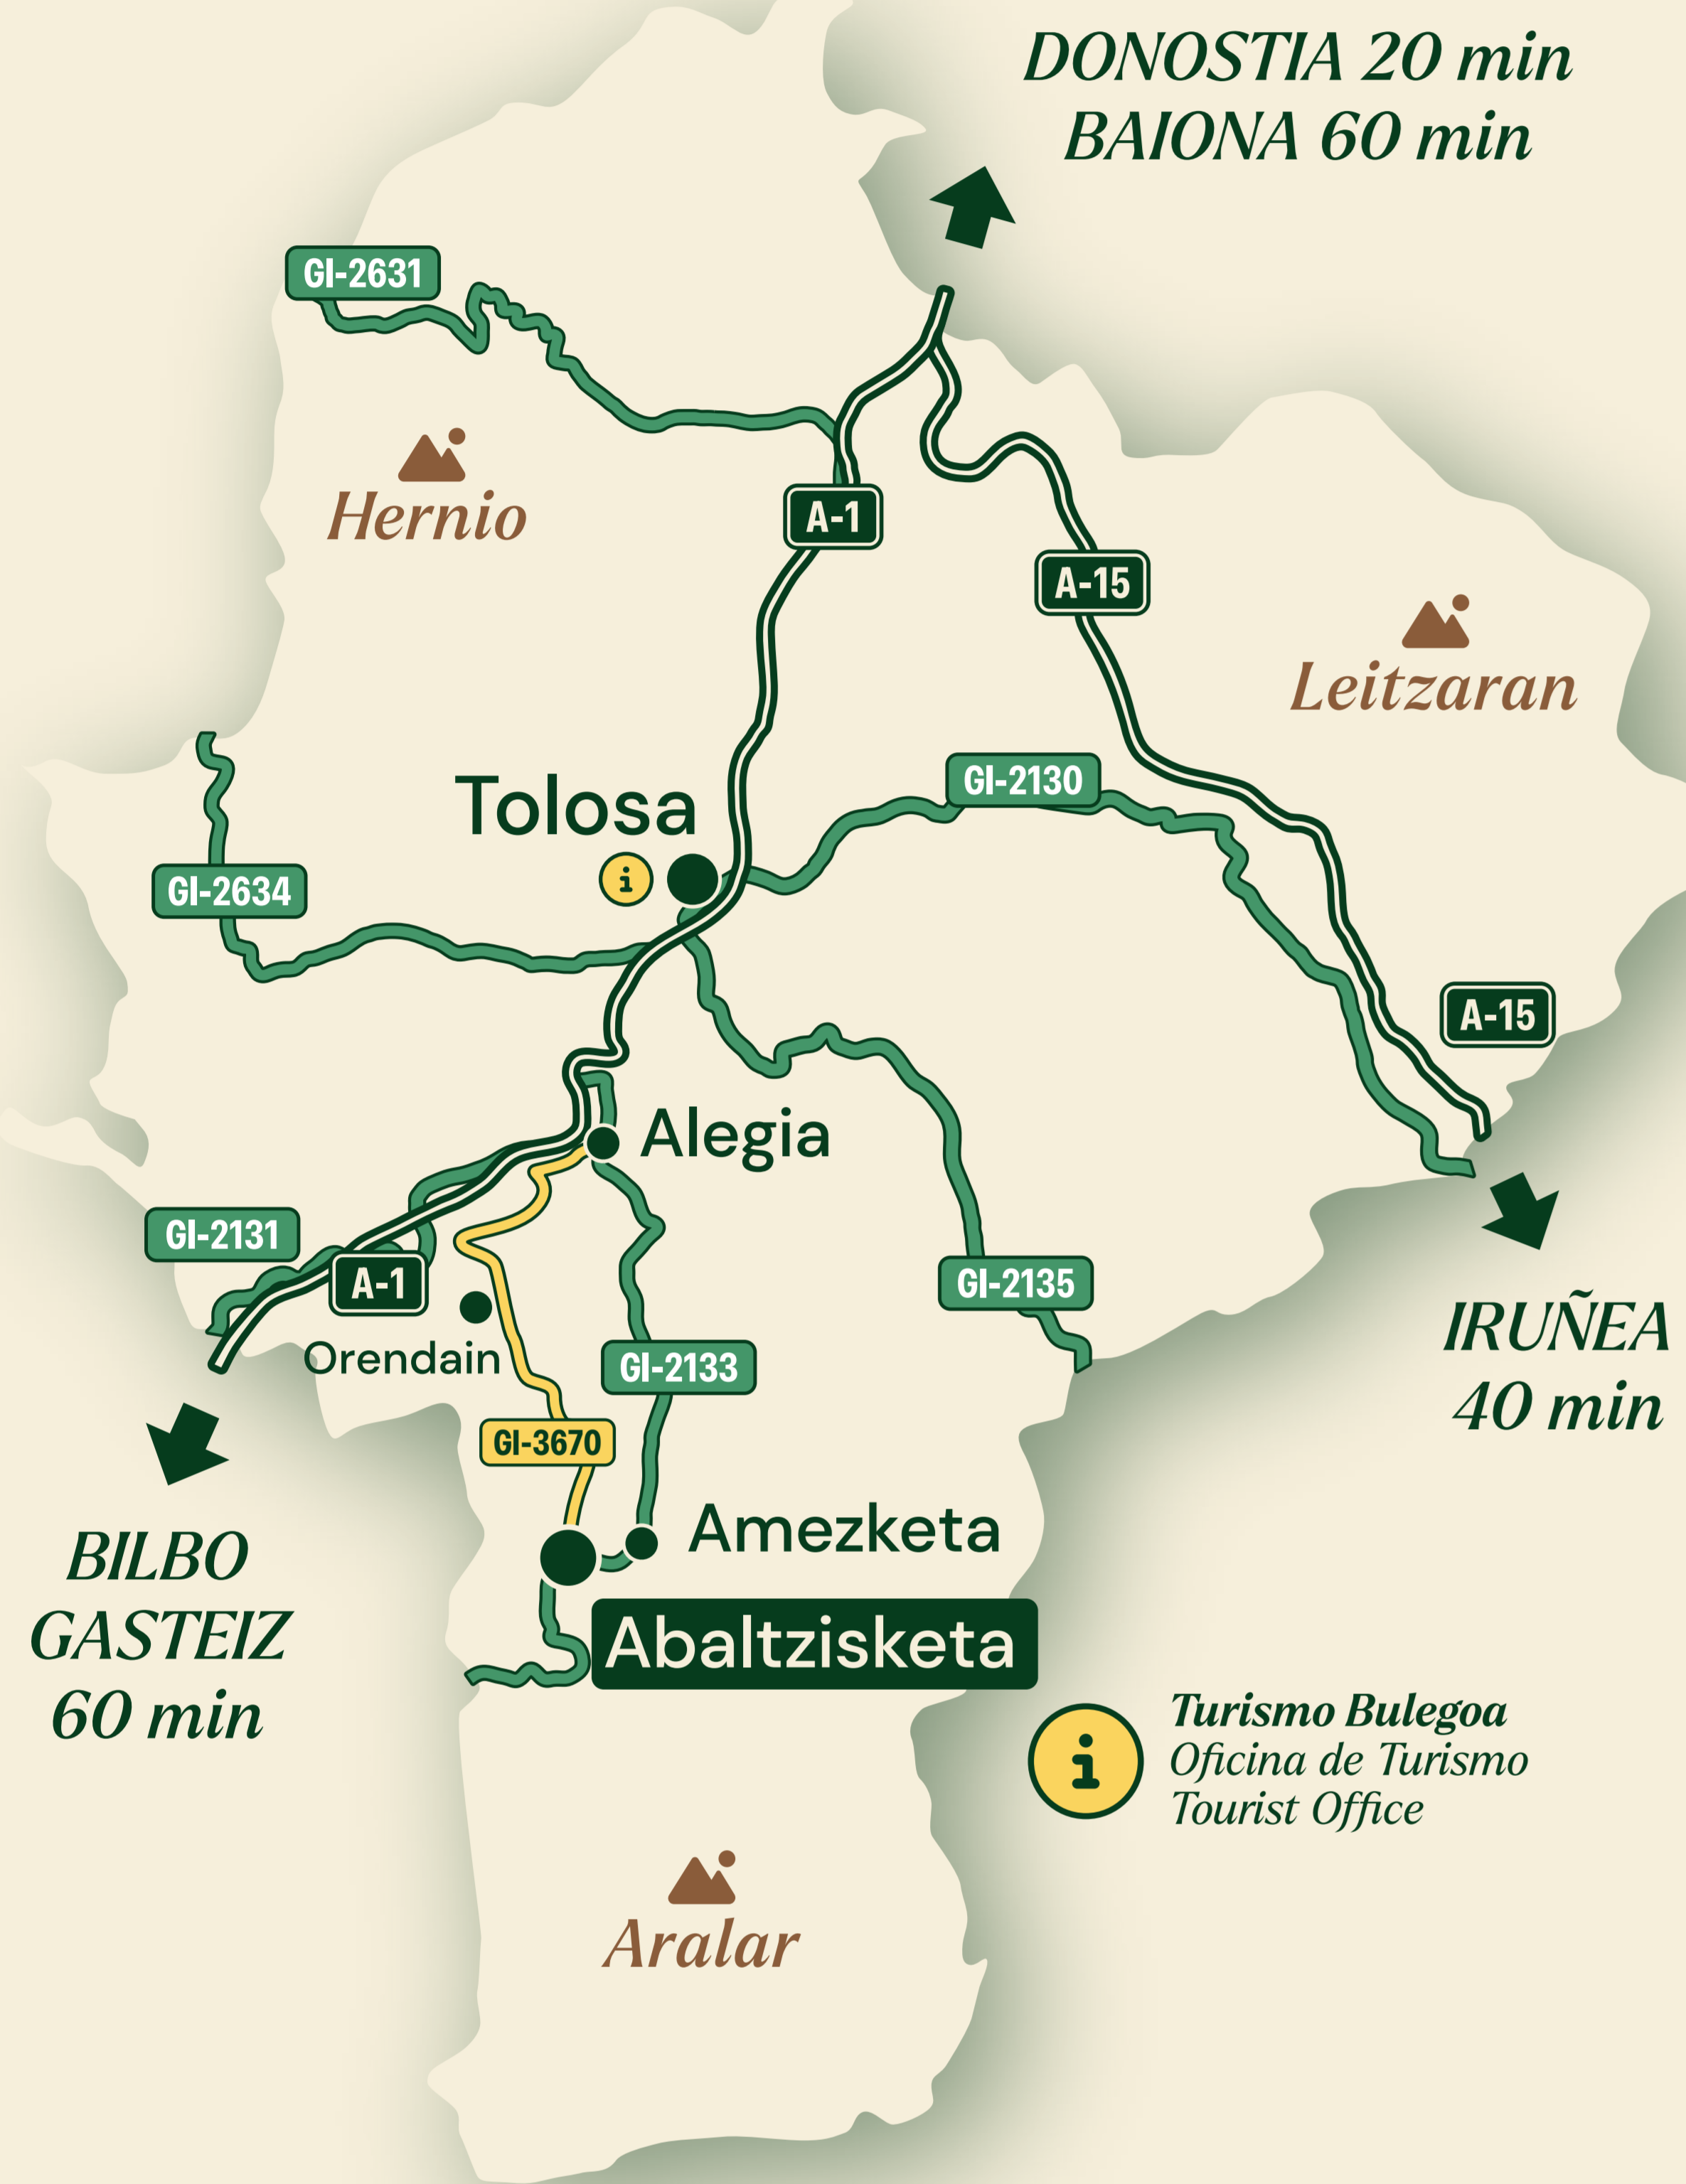 DONOSTIA 20 min
BAIONA 60 min
GI-2631
Hernio
A-1
A-15
Leitzaran
Tolosa
i
GI-2130
GI-2634
A-15
Alegia
GI-2131
A-1
Orendain
GI-2135
GI-2133
IRUÑEA
40 min
GI-3670
BILBO
GASTEIZ
60 min
Amezketa
Abaltzisketa
i
Turismo Bulegoa
Oficina de Turismo
Tourist Office
Aralar